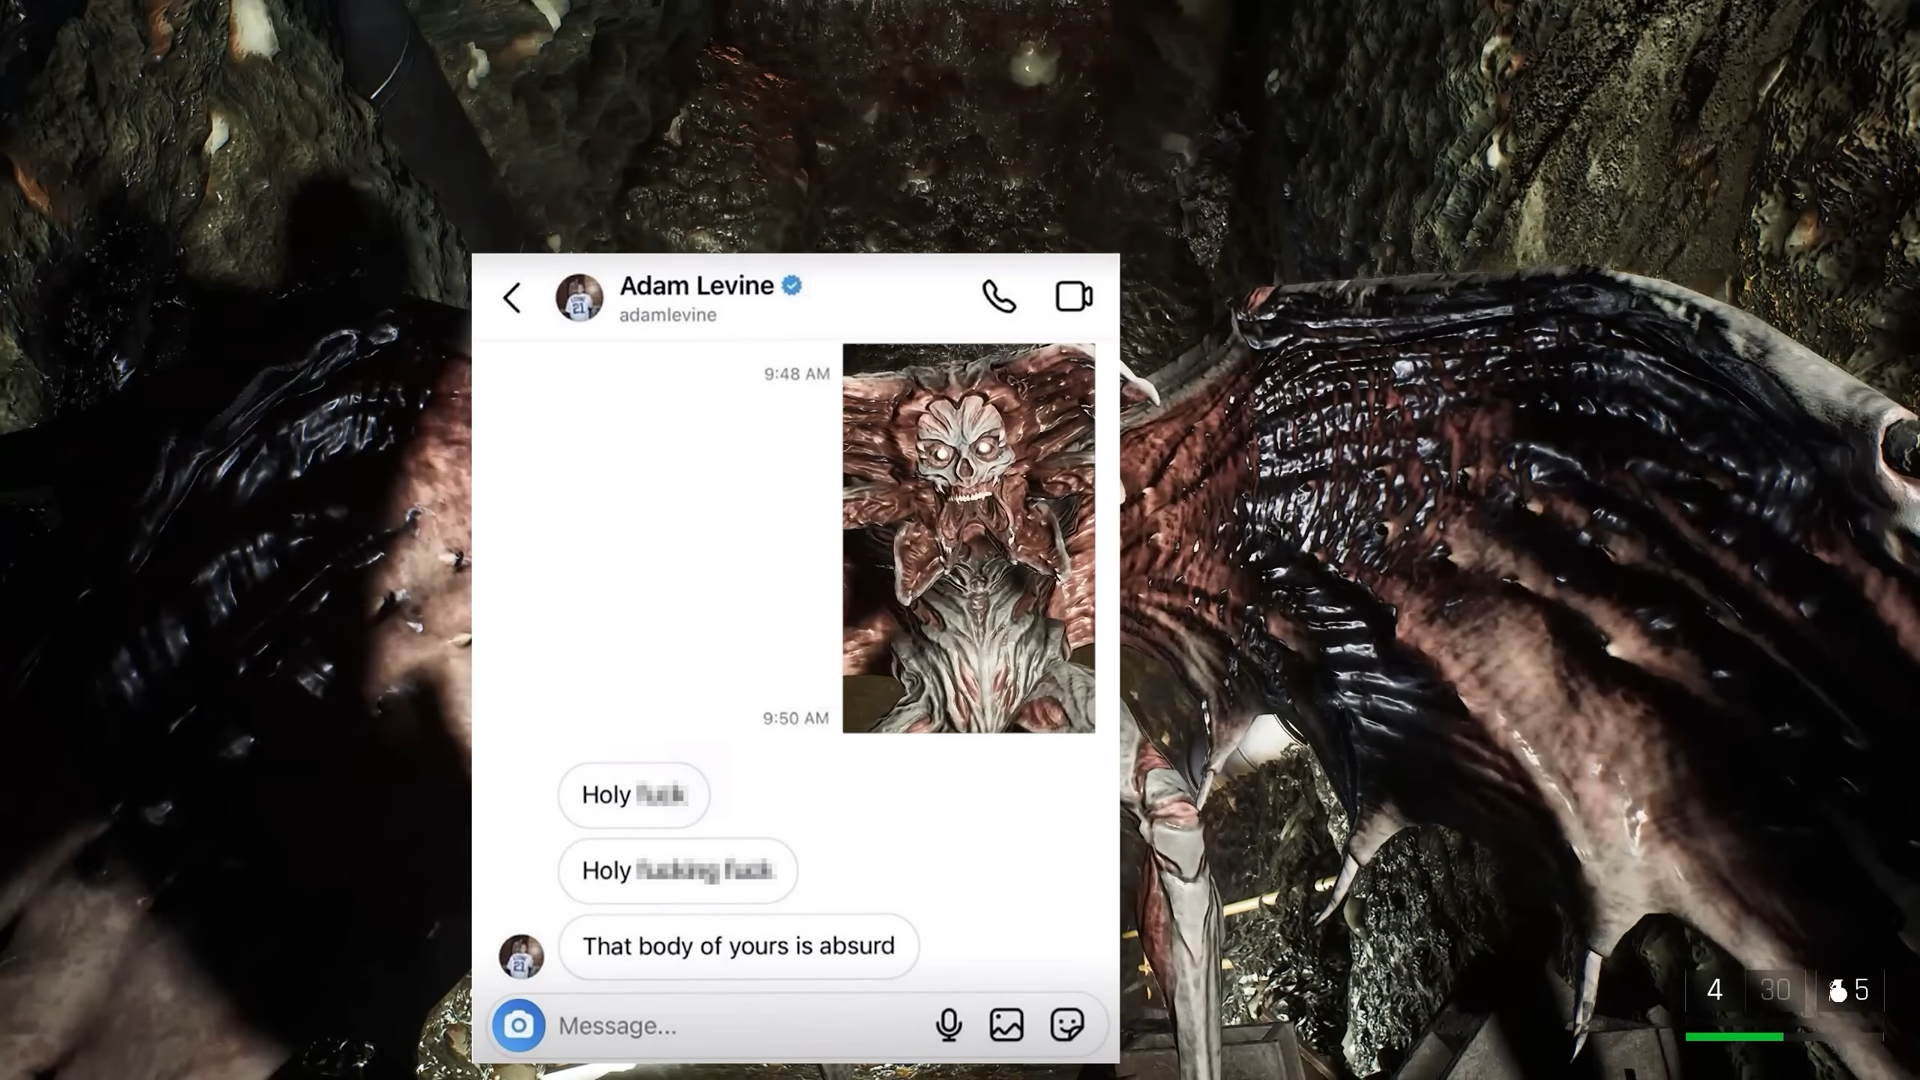 Adam Levine
adamlevine
9:48 AM
9:50 AM
Holy
Holy
That body of yours is absurd
Message...
4 30 5